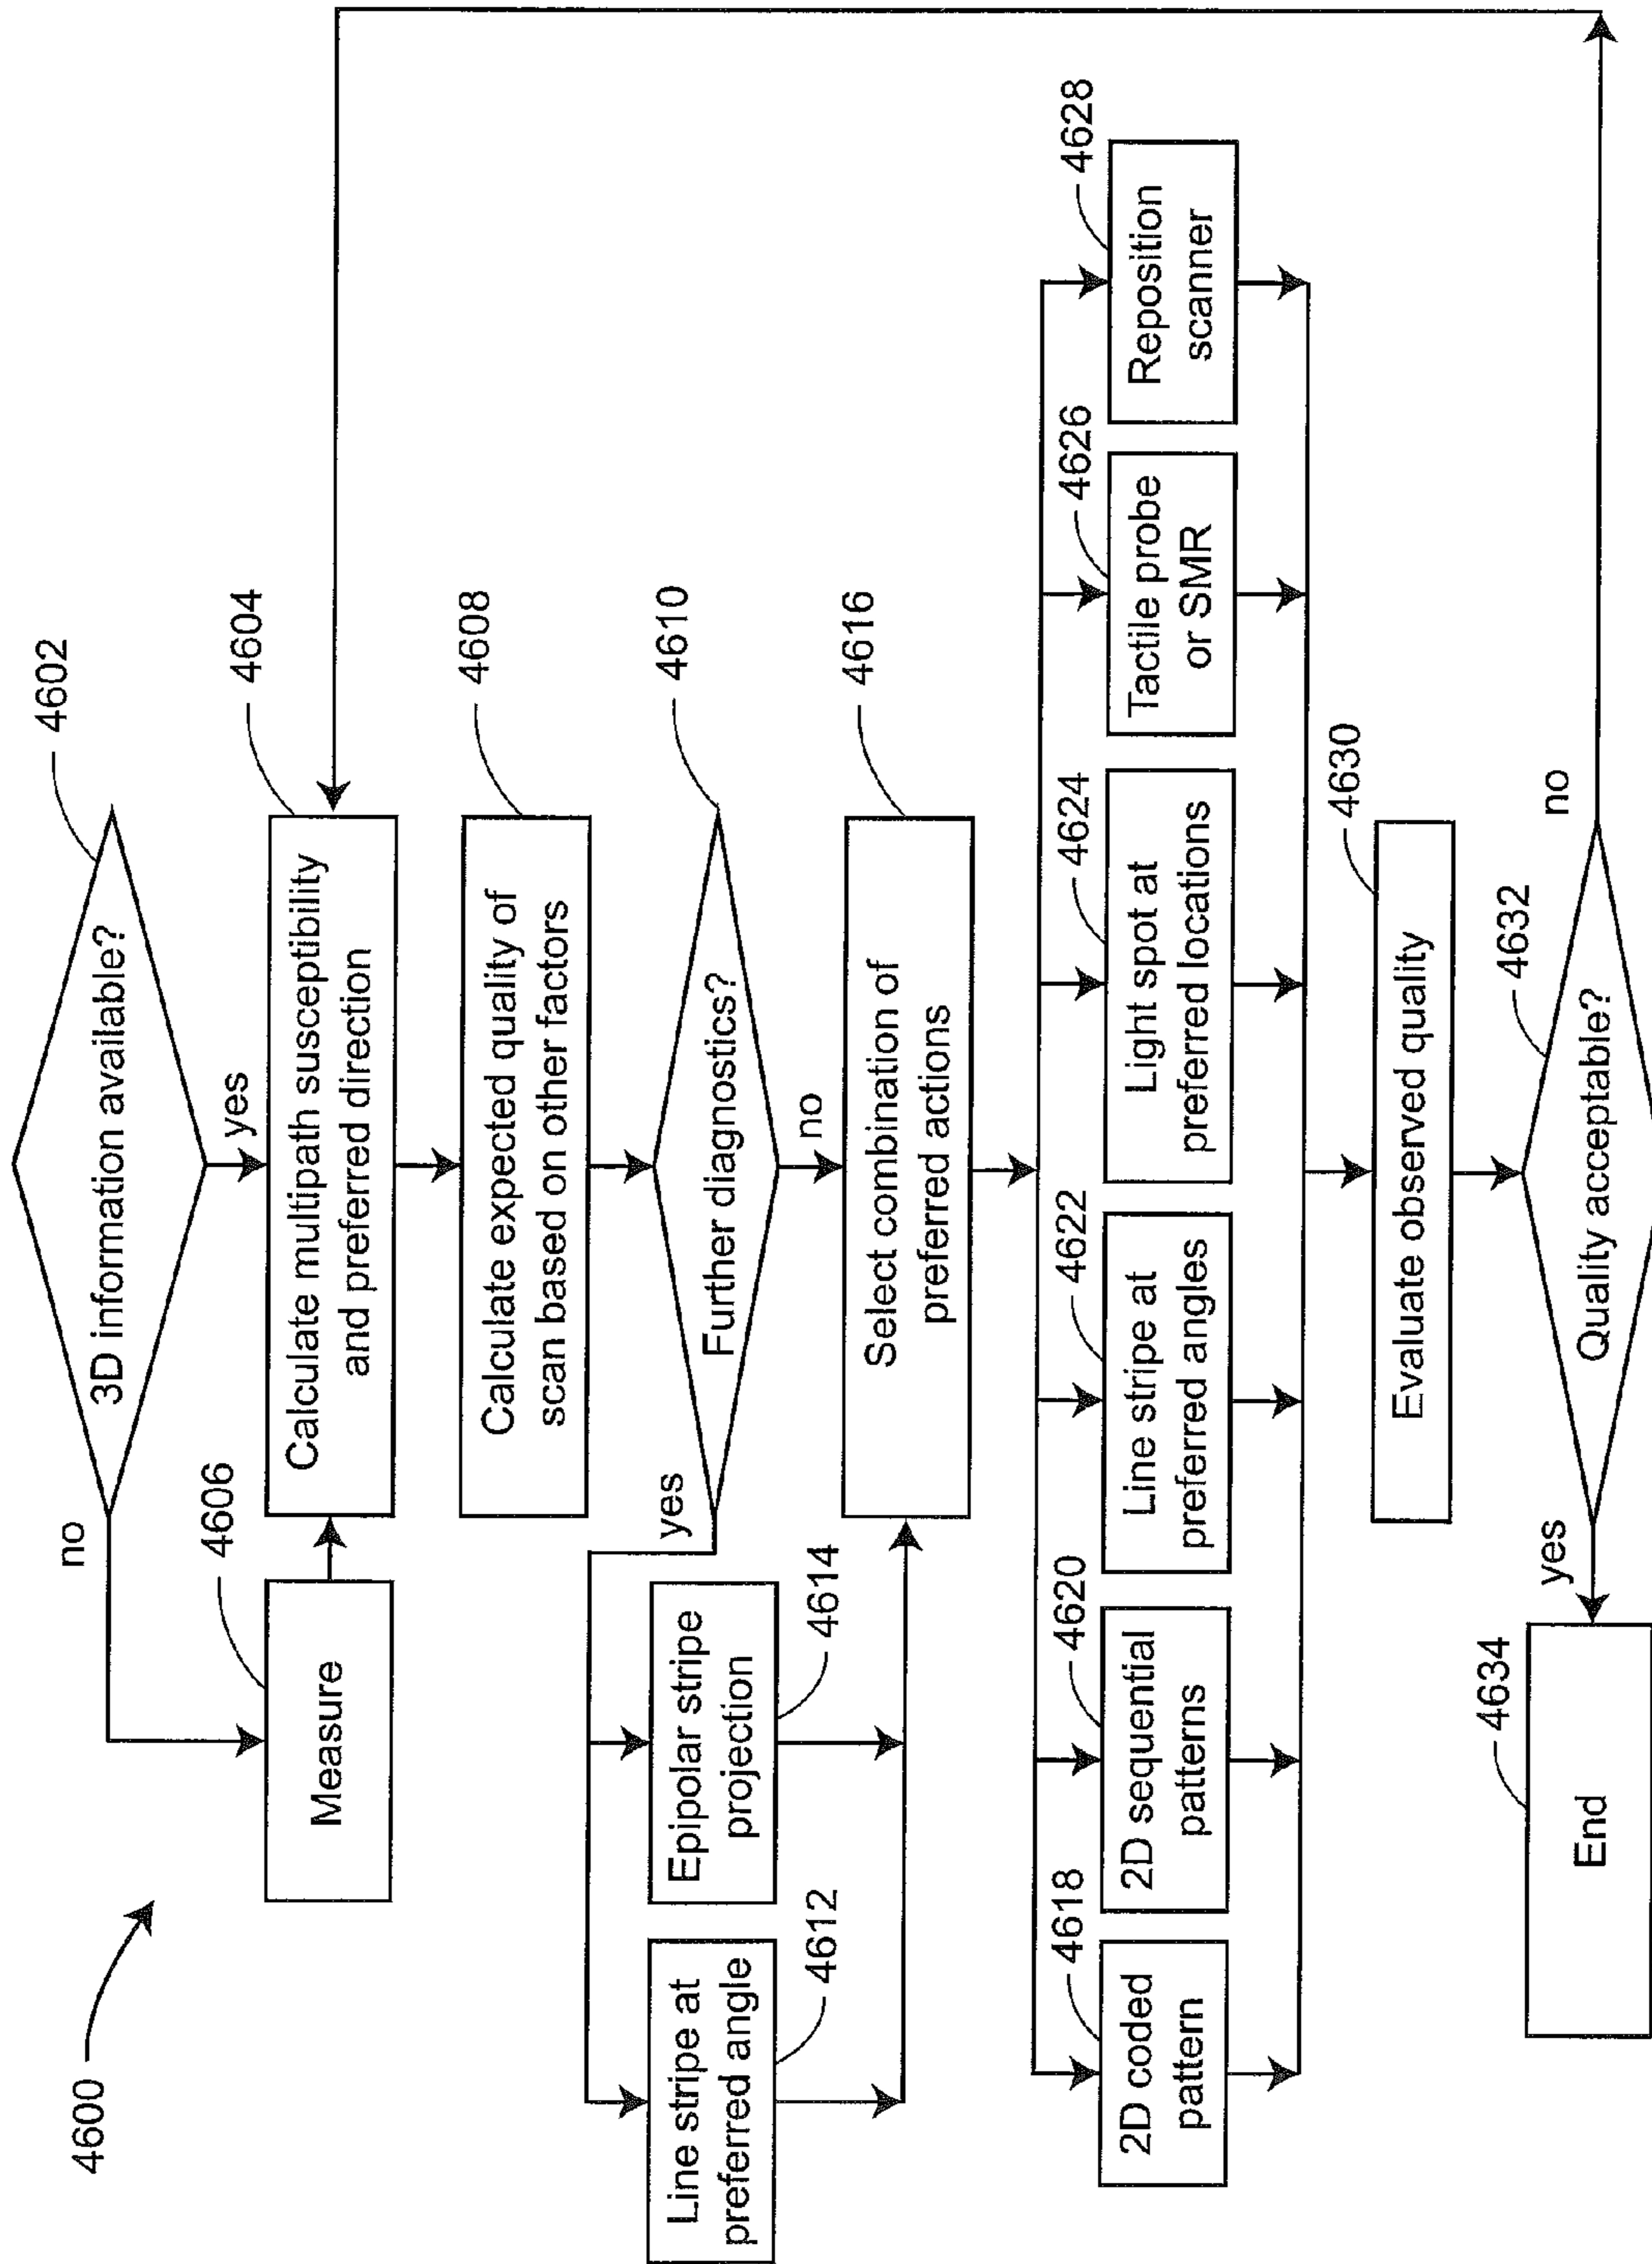 4600
3D information available?
4602
no
yes
Measure
4606
Calculate multipath susceptibility
and preferred direction
4604
Calculate expected quality of
scan based on other factors
4608
Further diagnostics?
4610
yes
no
Line stripe at
preferred angle
4612
Epipolar stripe
projection
4614
Select combination of
preferred actions
4616
2D coded
pattern
4618
2D sequential
patterns
4620
Line stripe at
preferred angles
4622
Light spot at
preferred locations
4624
Tactile probe
or SMR
4626
Reposition
scanner
4628
Evaluate observed quality
4630
Quality acceptable?
4632
yes
no
End
4634